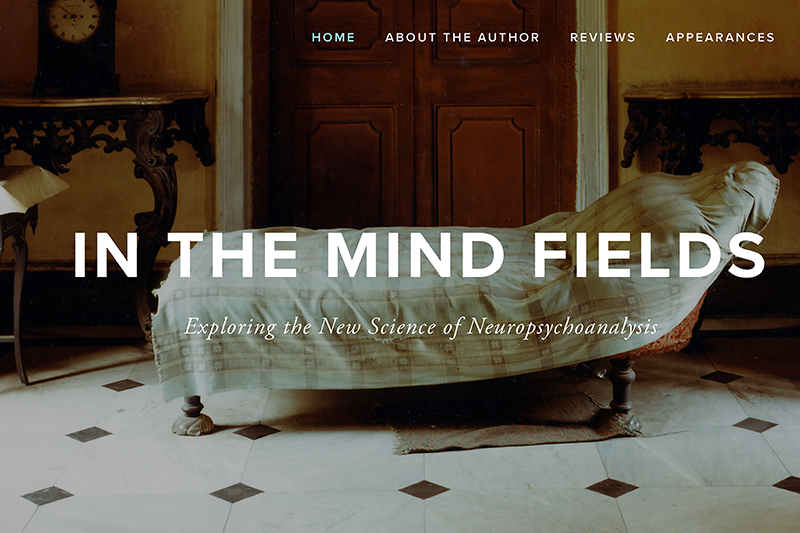 HOME ABOUT THE AUTHOR REVIEWS APPEARANCES
IN THE MIND FIELDS
Exploring the New Science of Neuropsychoanalysis